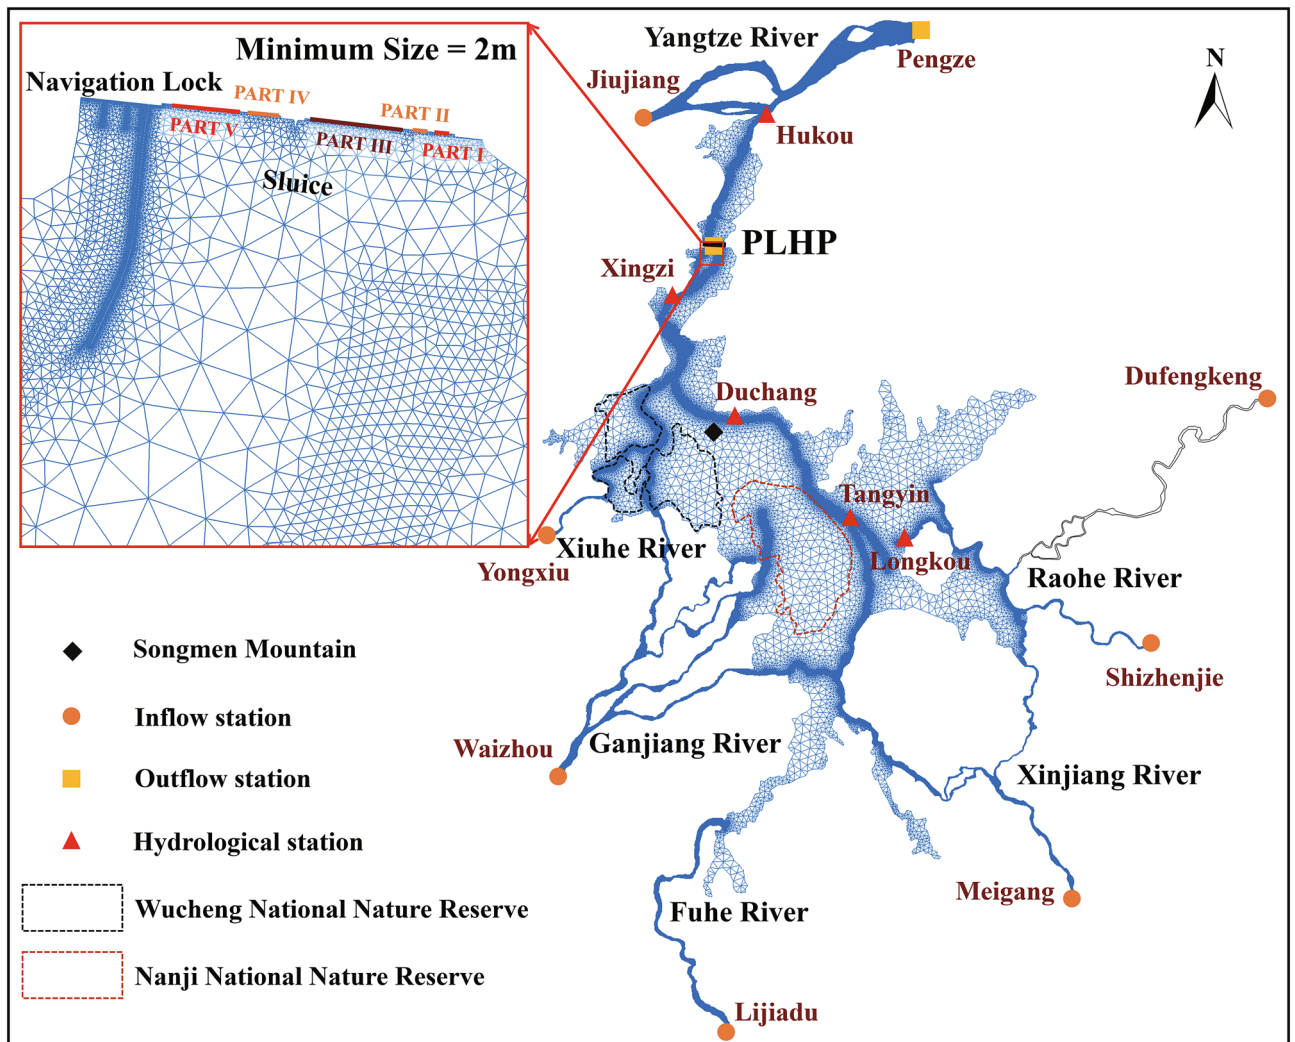 Minimum Size = 2m
Navigation Lock
PART IV
PART II
PART V
PART III
PART I
Sluice
Yangtze River
Pengze
Jiujiang
Hukou
N
PLHP
Xingzi
Duchang
Dufengkeng
Tangyin
Longkou
Xiuhe River
Yongxiu
Raohe River
Shizhenjie
Waizhou
Ganjiang River
Xinjiang River
Meigang
Fuhe River
Lijiadu
Songmen Mountain
Inflow station
Outflow station
Hydrological station
Wucheng National Nature Reserve
Nanji National Nature Reserve